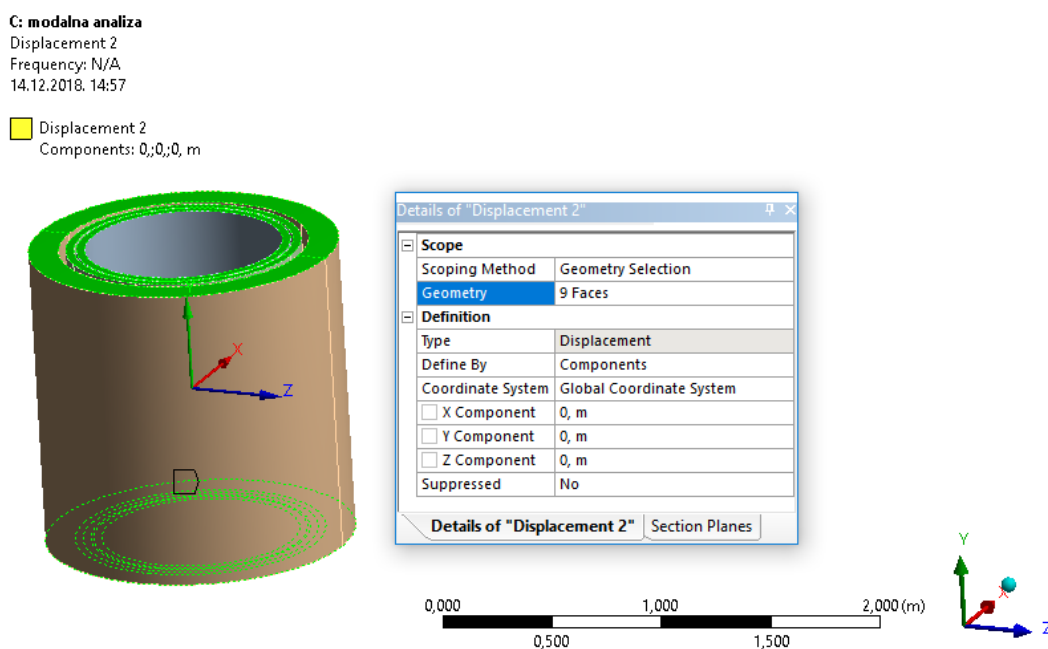 C: modalna analiza
Displacement 2
Frequency: N/A
14.12.2018. 14:57
Displacement 2
Components: 0,;0,;0, m
Details of "Displacement 2"
Scope
Scoping Method Geometry Selection
Geometry 9 Faces
Definition
Type Displacement
Define By Components
Coordinate System Global Coordinate System
X Component 0, m
Y Component 0, m
Z Component 0, m
Suppressed No
Details of "Displacement 2" Section Planes
X
Z
0,000 1,000 2,000 (m)
0,500 1,500
Y
X
Z